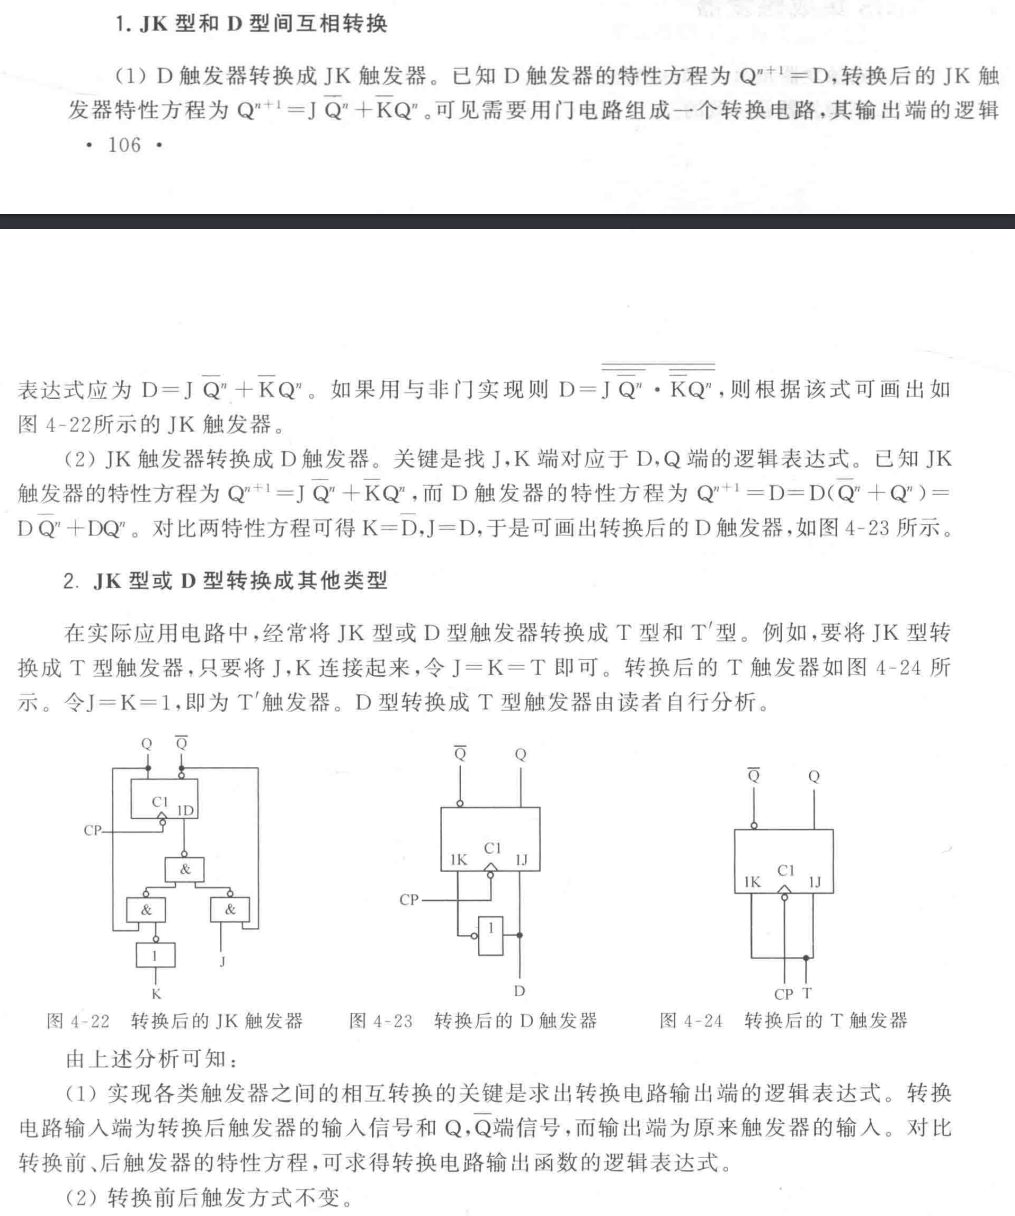 1. JK 型和 D 型间互相转换
(1) D 触发器转换成 JK 触发器。已知 D 触发器的特性方程为 Qⁿ⁺¹=D,转换后的 JK 触
发器特性方程为 Qⁿ⁺¹=J Q̅ⁿ+K̅Qⁿ。可见需要用门电路组成一个转换电路,其输出端的逻辑
· 106 ·
表达式应为 D=J Q̅ⁿ+K̅Qⁿ。如果用与非门实现则 D=\overline{\overline{J Q̅ⁿ}·\overline{K̅Qⁿ}},则根据该式可画出如
图 4-22所示的 JK 触发器。
(2) JK 触发器转换成 D 触发器。关键是找 J,K 端对应于 D,Q 端的逻辑表达式。已知 JK
触发器的特性方程为 Qⁿ⁺¹=J Q̅ⁿ+K̅Qⁿ,而 D 触发器的特性方程为 Qⁿ⁺¹=D=D(Q̅ⁿ+Qⁿ)=
D Q̅ⁿ+DQⁿ。对比两特性方程可得 K=D̅,J=D,于是可画出转换后的 D 触发器,如图 4-23 所示。
2. JK 型或 D 型转换成其他类型
在实际应用电路中,经常将 JK 型或 D 型触发器转换成 T 型和 T′型。例如,要将 JK 型转
换成 T 型触发器,只要将 J,K 连接起来,令 J=K=T 即可。转换后的 T 触发器如图 4-24 所
示。令J=K=1,即为 T′触发器。D 型转换成 T 型触发器由读者自行分析。
Q Q̅
C1
1D
CP
&
& &
1
J
K
Q̅ Q
C1
1K 1J
CP
1
D
Q̅ Q
C1
1K 1J
CP T
图 4-22 转换后的 JK 触发器
图 4-23 转换后的 D 触发器
图 4-24 转换后的 T 触发器
由上述分析可知:
(1) 实现各类触发器之间的相互转换的关键是求出转换电路输出端的逻辑表达式。转换
电路输入端为转换后触发器的输入信号和 Q,Q̅端信号,而输出端为原来触发器的输入。对比
转换前、后触发器的特性方程,可求得转换电路输出函数的逻辑表达式。
(2) 转换前后触发方式不变。